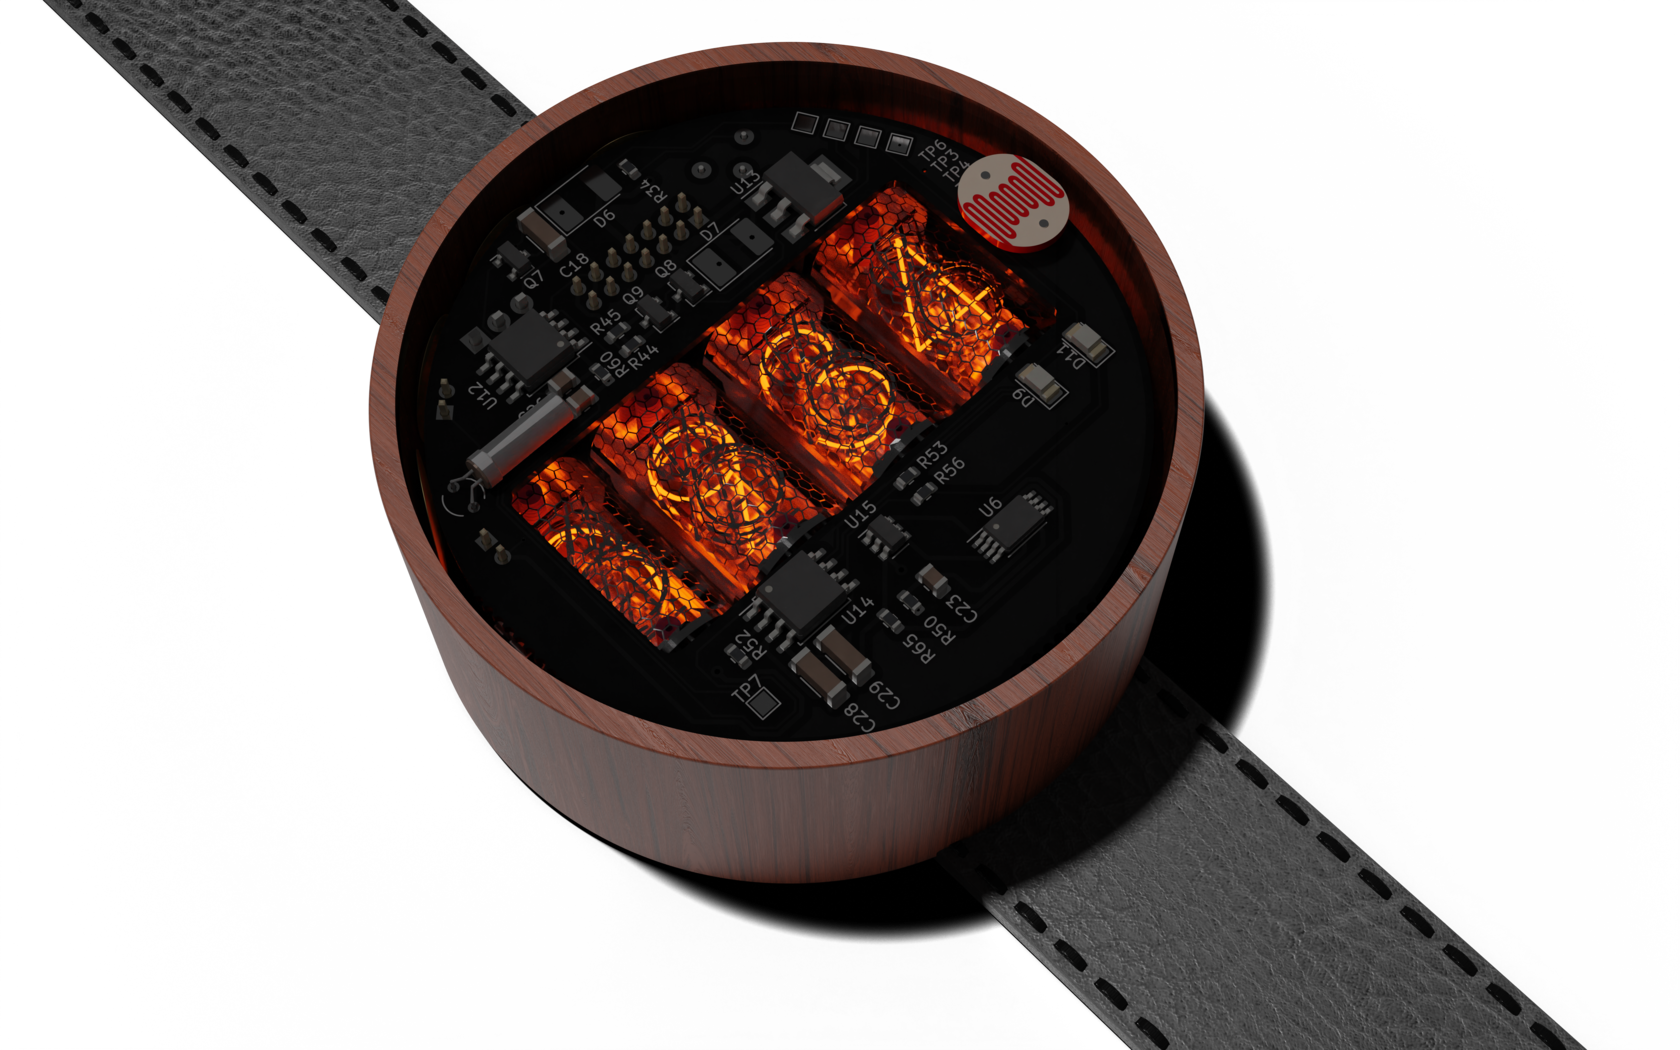 TP6
TP3
TP4
U13
R34
D6
D7
C18
Q7
Q8
Q9
R45
R44
R60
U12
D11
D9
R53
R56
U15
U6
U14
C23
R50
R65
R52
TP7
C29
C28